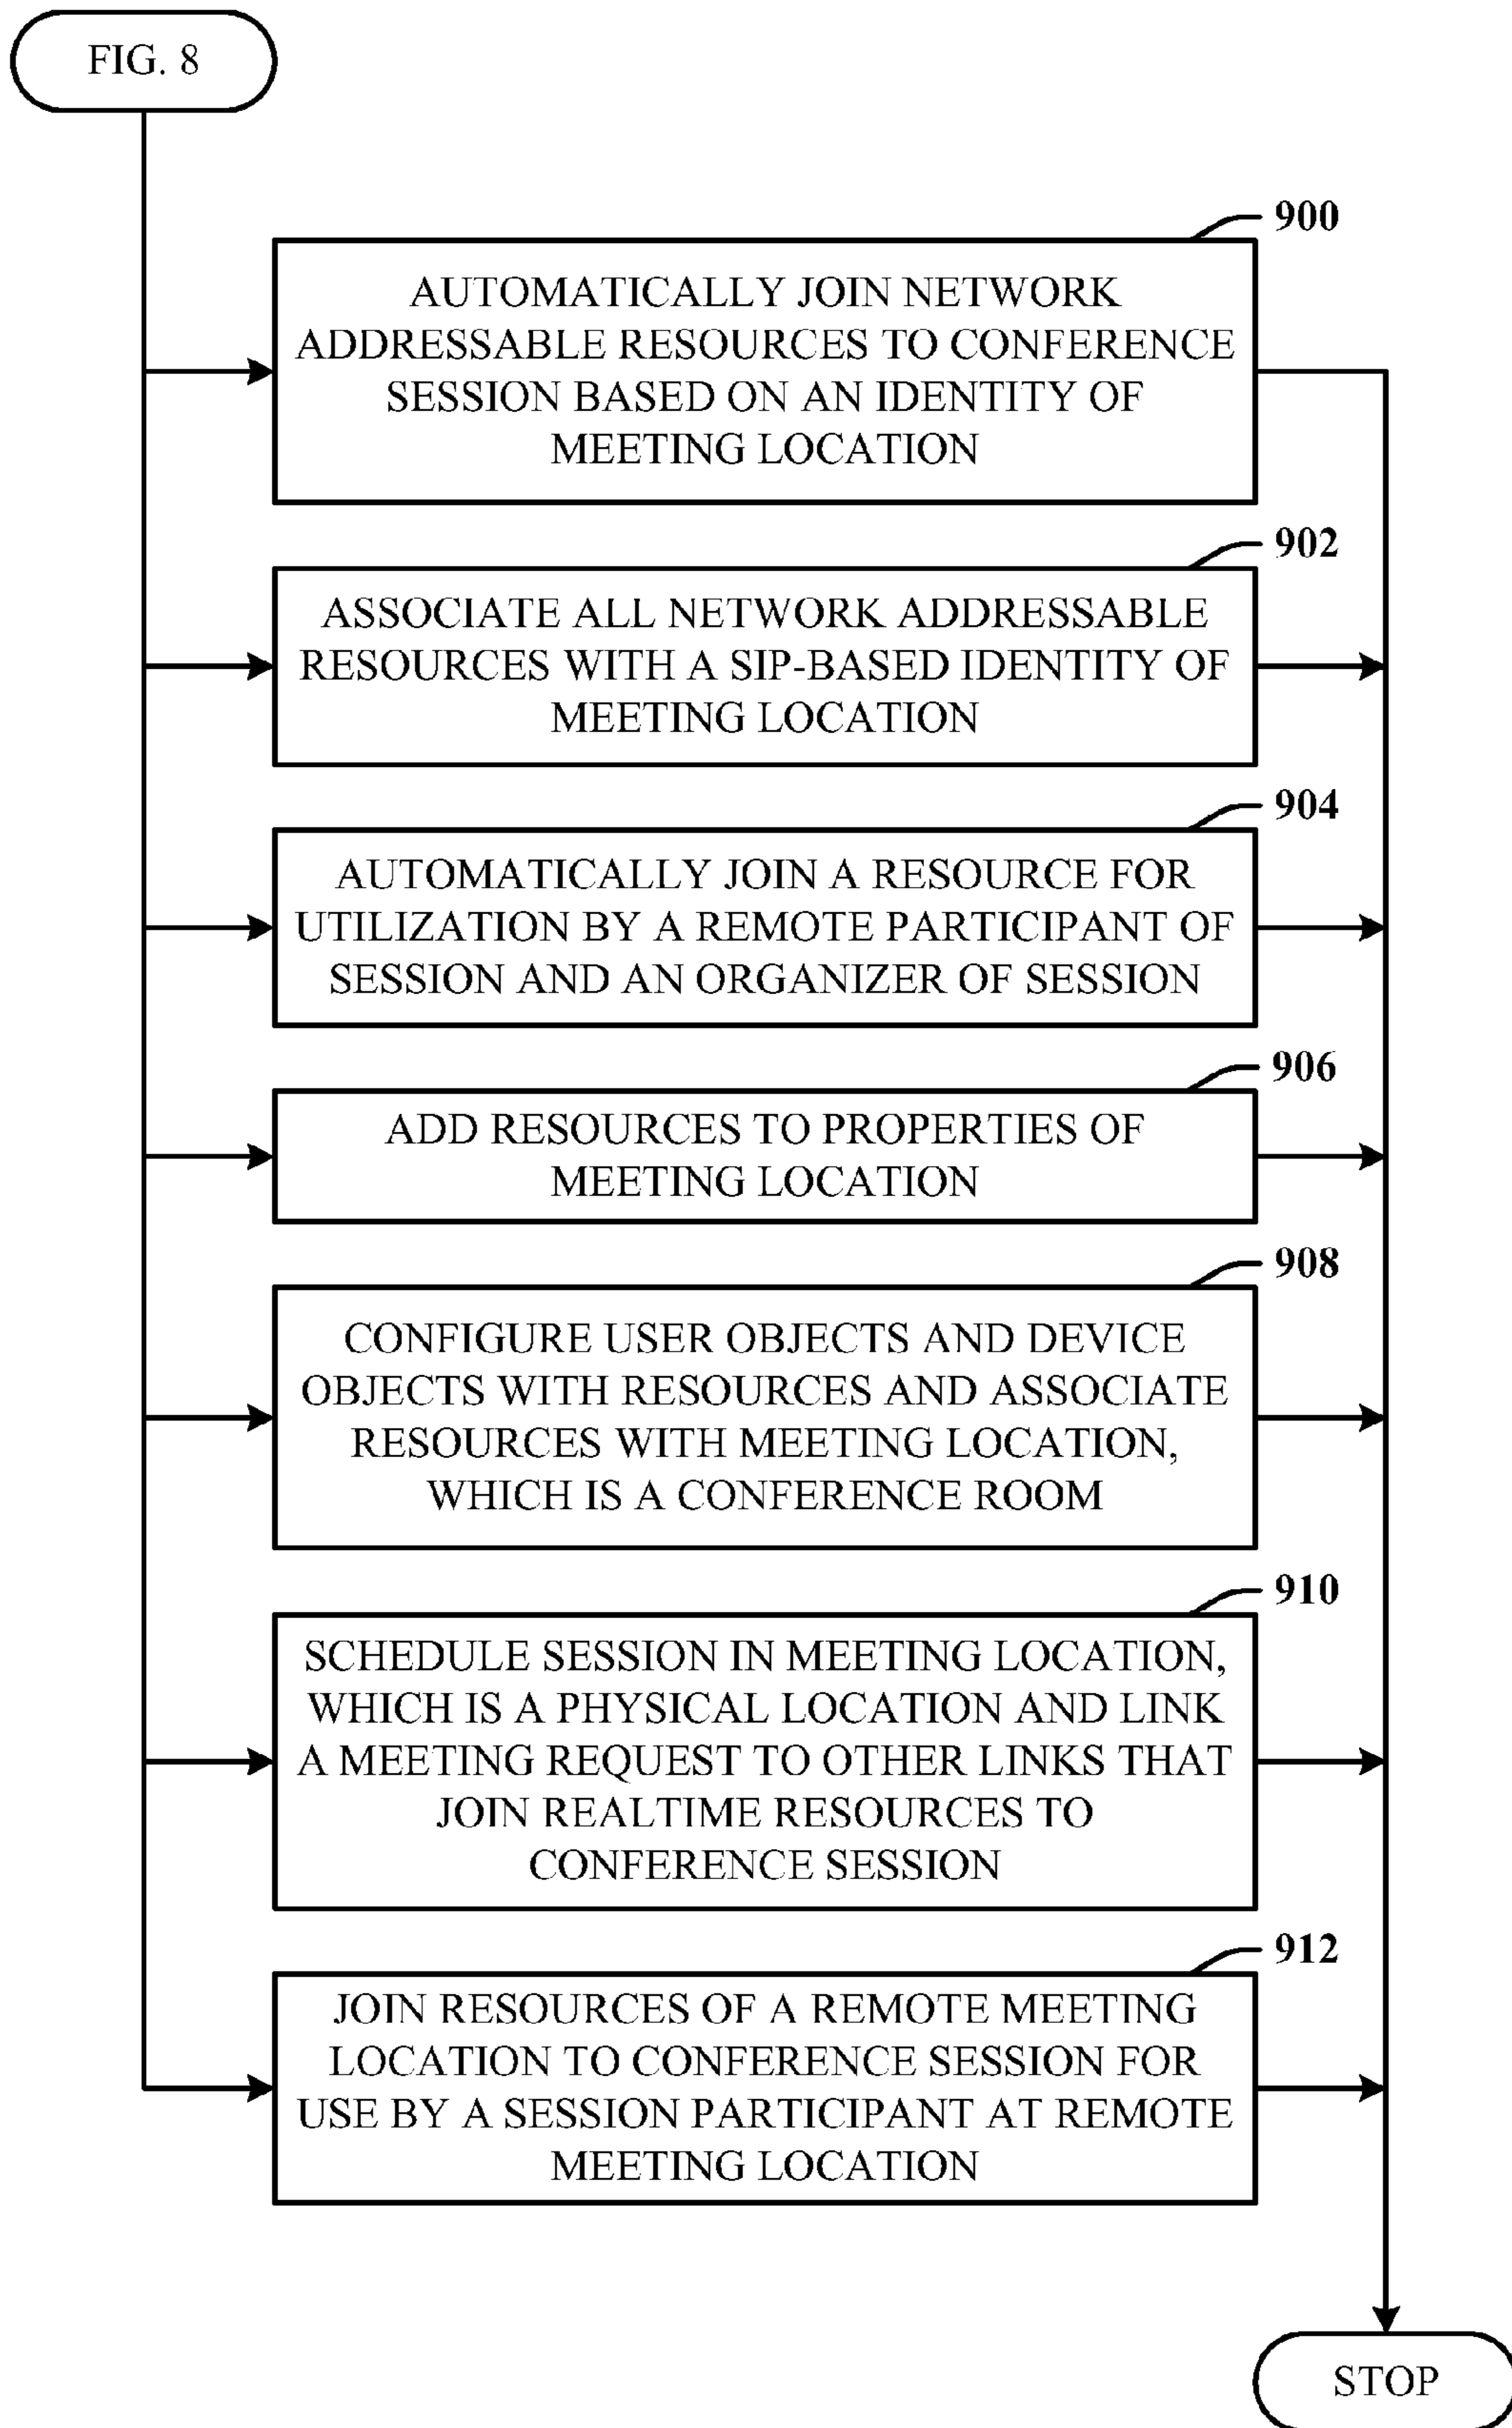 FIG. 8
900
AUTOMATICALLY JOIN NETWORK
ADDRESSABLE RESOURCES TO CONFERENCE
SESSION BASED ON AN IDENTITY OF
MEETING LOCATION
902
ASSOCIATE ALL NETWORK ADDRESSABLE
RESOURCES WITH A SIP-BASED IDENTITY OF
MEETING LOCATION
904
AUTOMATICALLY JOIN A RESOURCE FOR
UTILIZATION BY A REMOTE PARTICIPANT OF
SESSION AND AN ORGANIZER OF SESSION
906
ADD RESOURCES TO PROPERTIES OF
MEETING LOCATION
908
CONFIGURE USER OBJECTS AND DEVICE
OBJECTS WITH RESOURCES AND ASSOCIATE
RESOURCES WITH MEETING LOCATION,
WHICH IS A CONFERENCE ROOM
910
SCHEDULE SESSION IN MEETING LOCATION,
WHICH IS A PHYSICAL LOCATION AND LINK
A MEETING REQUEST TO OTHER LINKS THAT
JOIN REALTIME RESOURCES TO
CONFERENCE SESSION
912
JOIN RESOURCES OF A REMOTE MEETING
LOCATION TO CONFERENCE SESSION FOR
USE BY A SESSION PARTICIPANT AT REMOTE
MEETING LOCATION
STOP